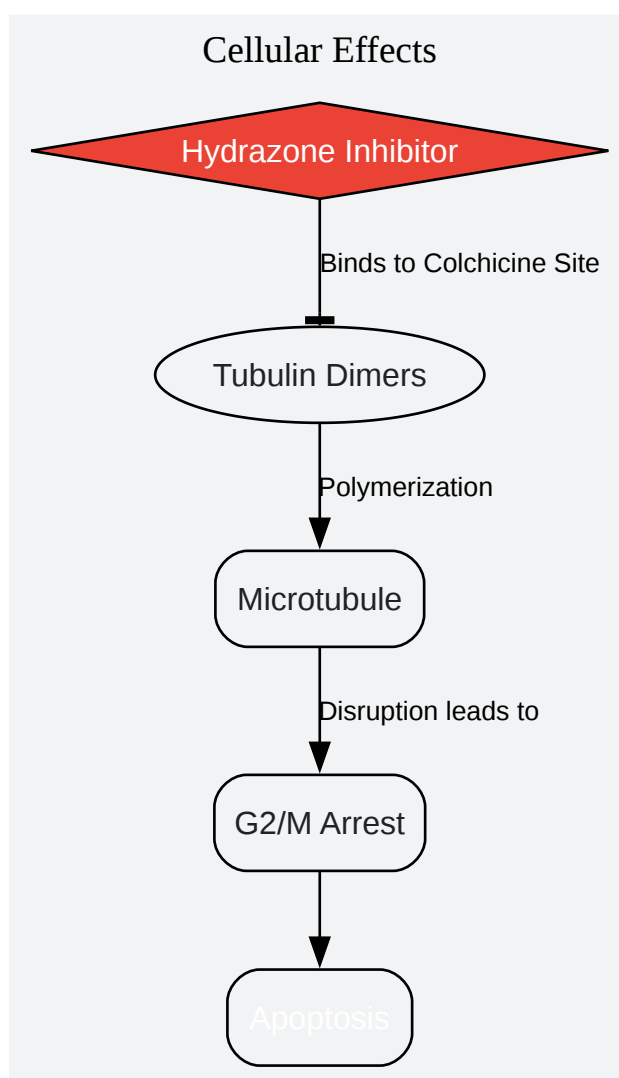 Cellular Effects
Hydrazone Inhibitor
Binds to Colchicine Site
Tubulin Dimers
Polymerization
Microtubule
Disruption leads to
G2/M Arrest
Apoptosis